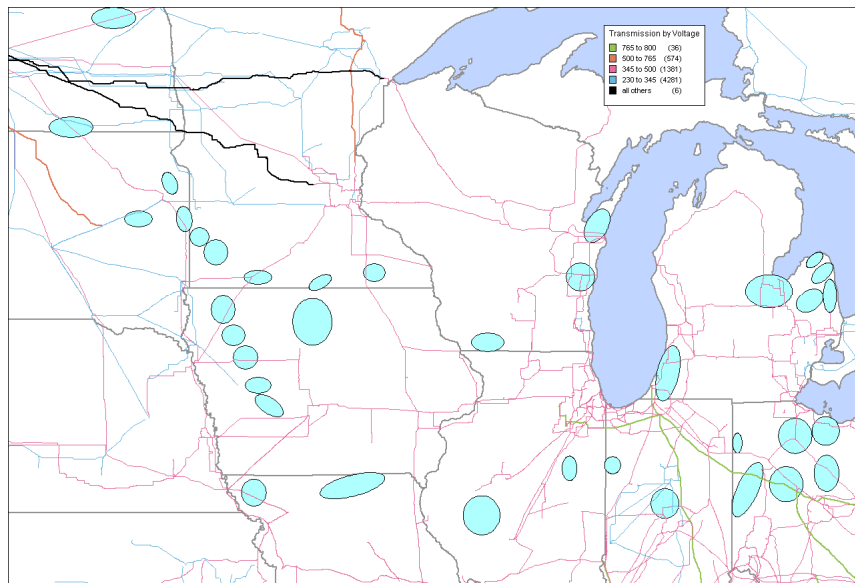 Transmission by Voltage
765 to 800 (36)
500 to 765 (574)
345 to 500 (1381)
230 to 345 (4281)
all others (6)